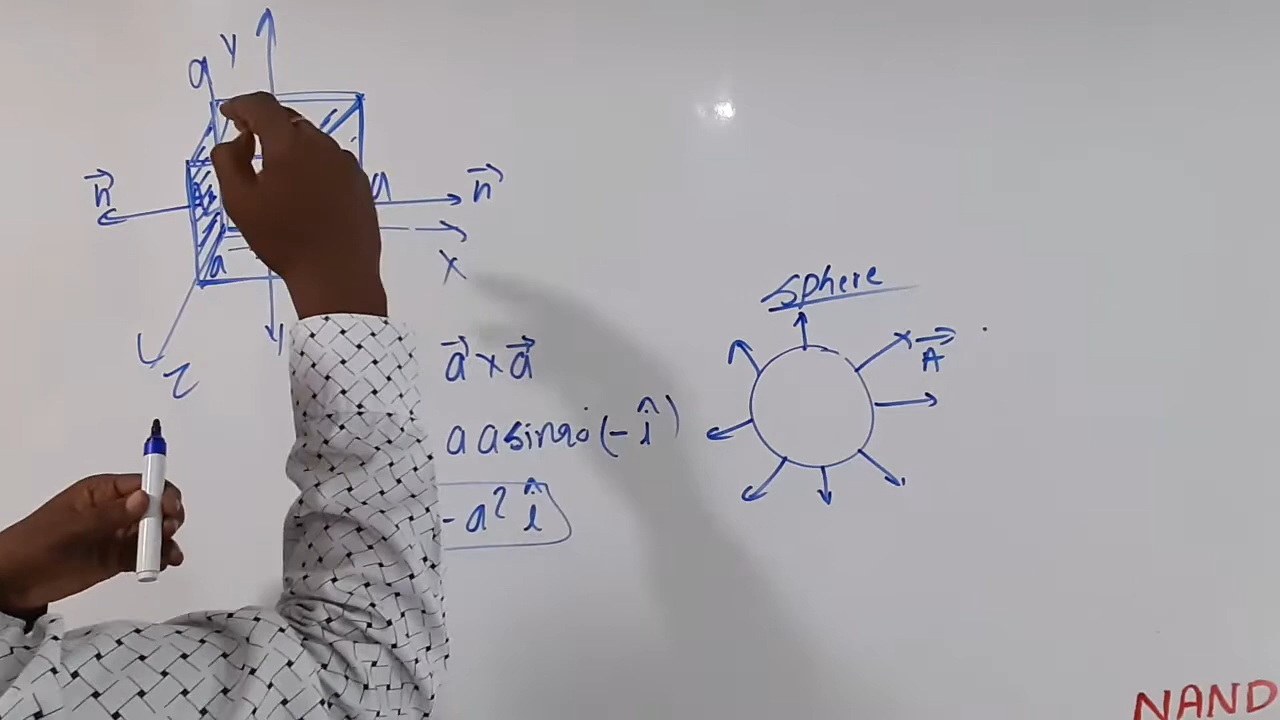 Y
a
n⃗
a
n⃗
a
X
Z
Sphere
A⃗
a⃗ × a⃗
a a sin90 (-î)
- a² î
NAND